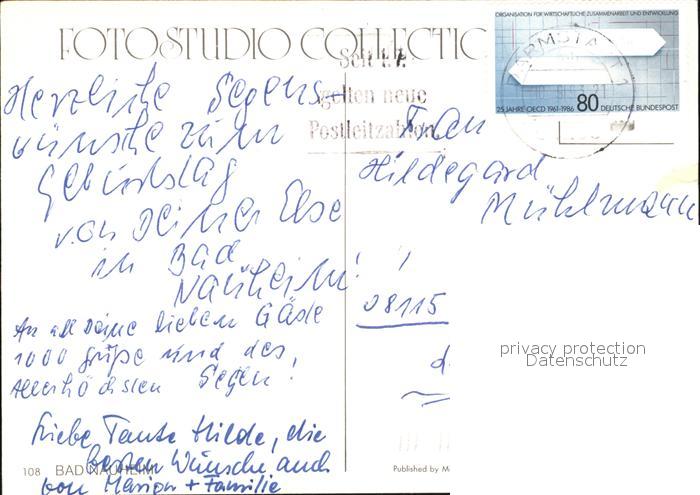 FOTOSTUDIO COLLECTIO
Herzliche Segens-
wünsche zum
Geburtstag
von Deiner Else
in Bad
Nauheim!
An all Deine lieben Gäste
1000 Grüße und des
Allerhöchsten Segen!
Liebe Tante Hilde, die
besten Wünsche auch
von Marion + Familie
108 BAD NAUHEIM
ORGANISATION FÜR WIRTSCHAFTLICHE ZUSAMMENARBEIT UND ENTWICKLUNG
25 JAHRE OECD 1961-1986 80 DEUTSCHE BUNDESPOST
Seit 1.7.
gelten neue
Postleitzahlen
Frau
Hildegard
Mühlmann
08115
privacy protection
Datenschutz
Published by M